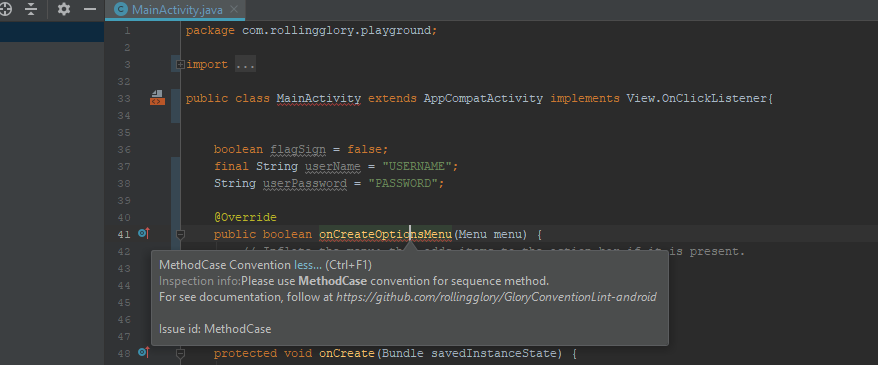 MainActivity.java
1 package com.rollingglory.playground;
2
3 import ...
32
33 public class MainActivity extends AppCompatActivity implements View.OnClickListener{
34
35
36 boolean flagSign = false;
37 final String userName = "USERNAME";
38 String userPassword = "PASSWORD";
39
40 @Override
41 public boolean onCreateOptionsMenu(Menu menu) {
42 // Inflate the menu; this adds items to the action bar if it is present.
43
MethodCase Convention less... (Ctrl+F1)
44
Inspection info:Please use MethodCase convention for sequence method.
45
For see documentation, follow at https://github.com/rollingglory/GloryConventionLint-android
46
47
Issue id: MethodCase
48 protected void onCreate(Bundle savedInstanceState) {